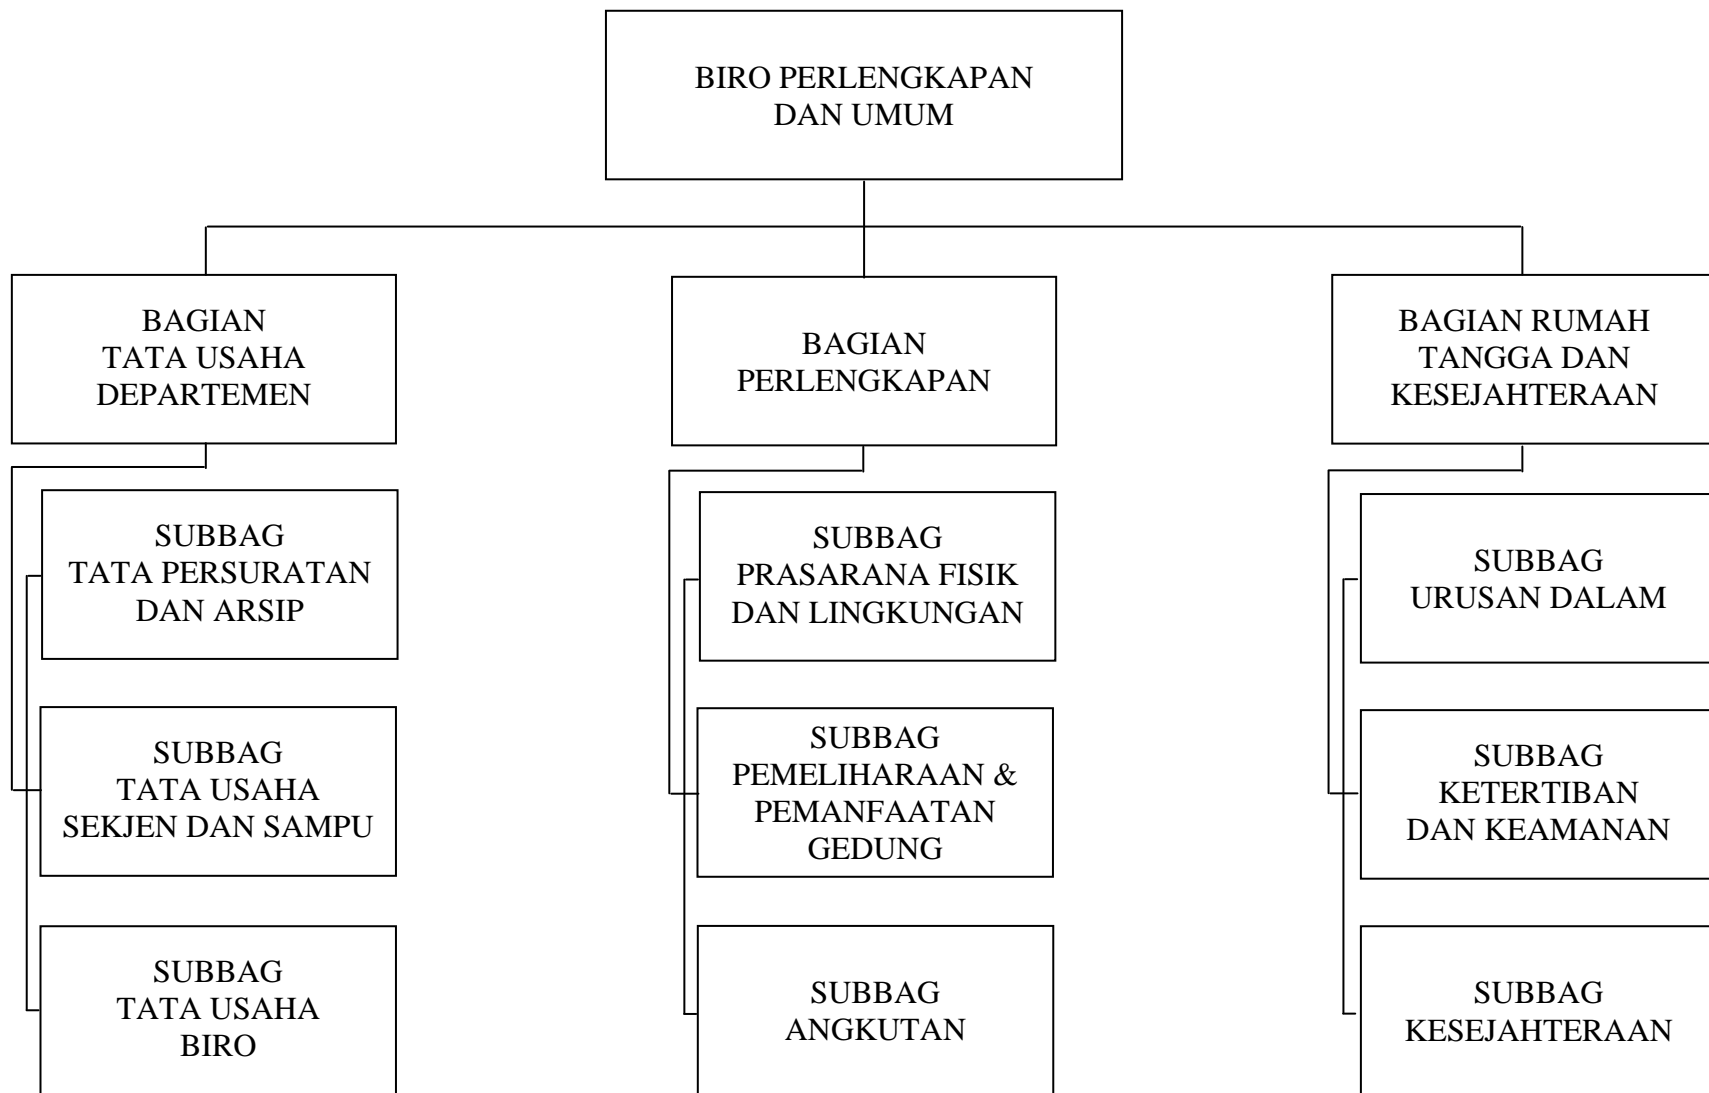 BIRO PERLENGKAPAN
DAN UMUM
BAGIAN
TATA USAHA
DEPARTEMEN
BAGIAN
PERLENGKAPAN
BAGIAN RUMAH
TANGGA DAN
KESEJAHTERAAN
SUBBAG
TATA PERSURATAN
DAN ARSIP
SUBBAG
PRASARANA FISIK
DAN LINGKUNGAN
SUBBAG
URUSAN DALAM
SUBBAG
TATA USAHA
SEKJEN DAN SAMPU
SUBBAG
PEMELIHARAAN &
PEMANFAATAN
GEDUNG
SUBBAG
KETERTIBAN
DAN KEAMANAN
SUBBAG
TATA USAHA
BIRO
SUBBAG
ANGKUTAN
SUBBAG
KESEJAHTERAAN